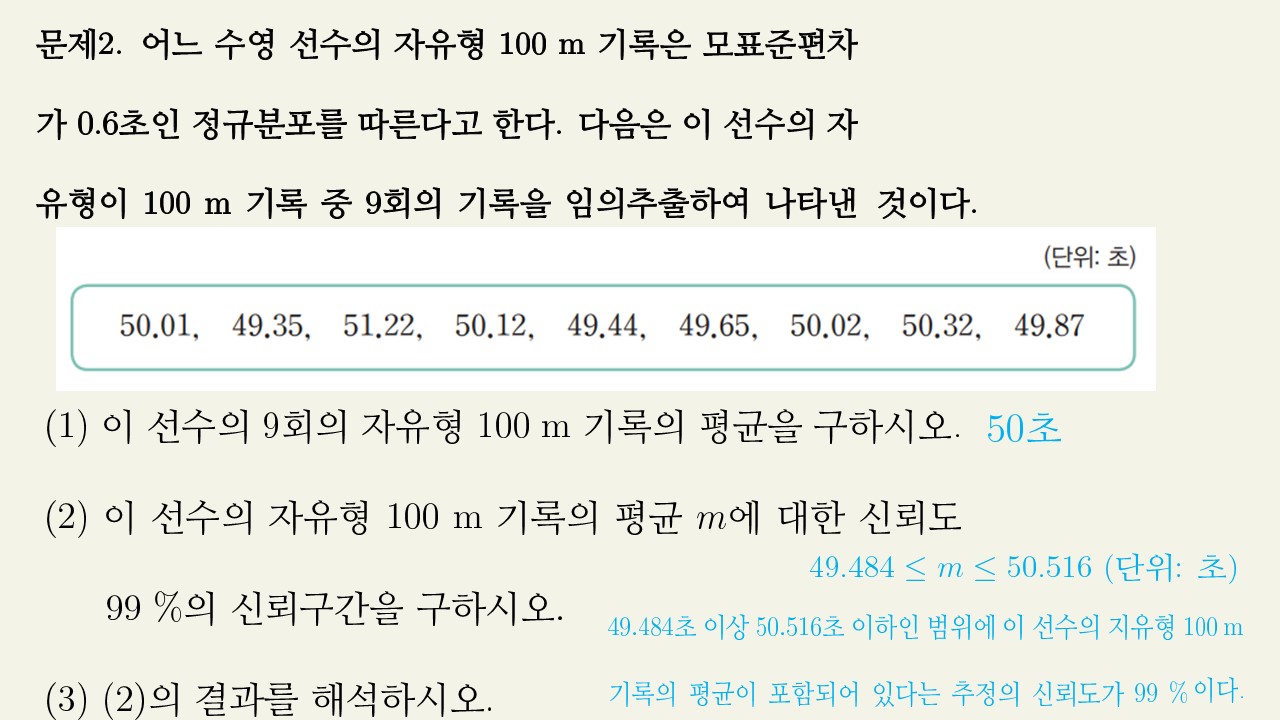 문제2. 어느 수영 선수의 자유형 100 m 기록은 모표준편차
가 0.6초인 정규분포를 따른다고 한다. 다음은 이 선수의 자
유형이 100 m 기록 중 9회의 기록을 임의추출하여 나타낸 것이다.
(단위: 초)
50.01, 49.35, 51.22, 50.12, 49.44, 49.65, 50.02, 50.32, 49.87
(1) 이 선수의 9회의 자유형 100 m 기록의 평균을 구하시오. 50초
(2) 이 선수의 자유형 100 m 기록의 평균 m에 대한 신뢰도
49.484 ≤ m ≤ 50.516 (단위: 초)
99 %의 신뢰구간을 구하시오.
49.484초 이상 50.516초 이하인 범위에 이 선수의 지유형 100 m
(3) (2)의 결과를 해석하시오.
기록의 평균이 포함되어 있다는 추정의 신뢰도가 99 %이다.